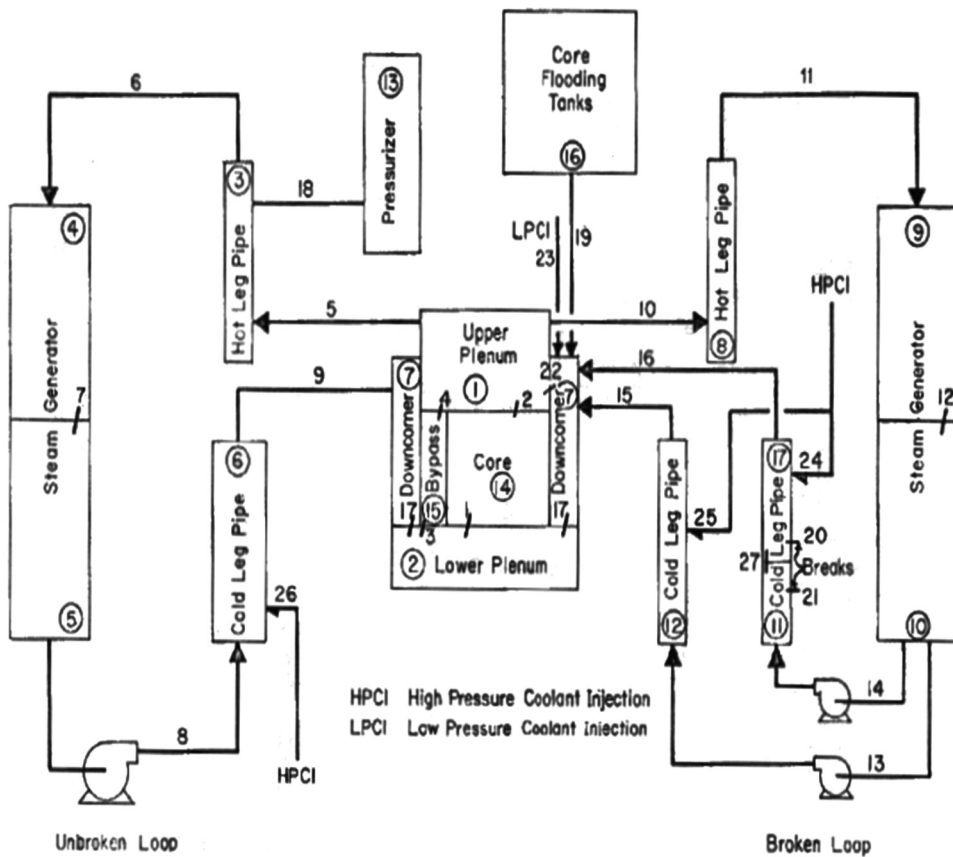 6
11
13
Pressurizer
Core
Flooding
Tanks
16
3
Hot Leg Pipe
18
4
Steam Generator
7
5
LPCI
23
19
5
10
Hot Leg Pipe
8
9
Steam Generator
12
10
HPCI
Upper
Plenum
1
22
16
15
9
7
Downcomer
4
2
7
Downcomer
Bypass
15
Core
14
17
3
1
17
2 Lower Plenum
6
Cold Leg Pipe
26
HPCI
8
Cold Leg Pipe
12
25
17
Cold Leg Pipe
11
24
20
27
Breaks
21
14
13
HPCI High Pressure Coolant Injection
LPCI Low Pressure Coolant Injection
Unbroken Loop
Broken Loop